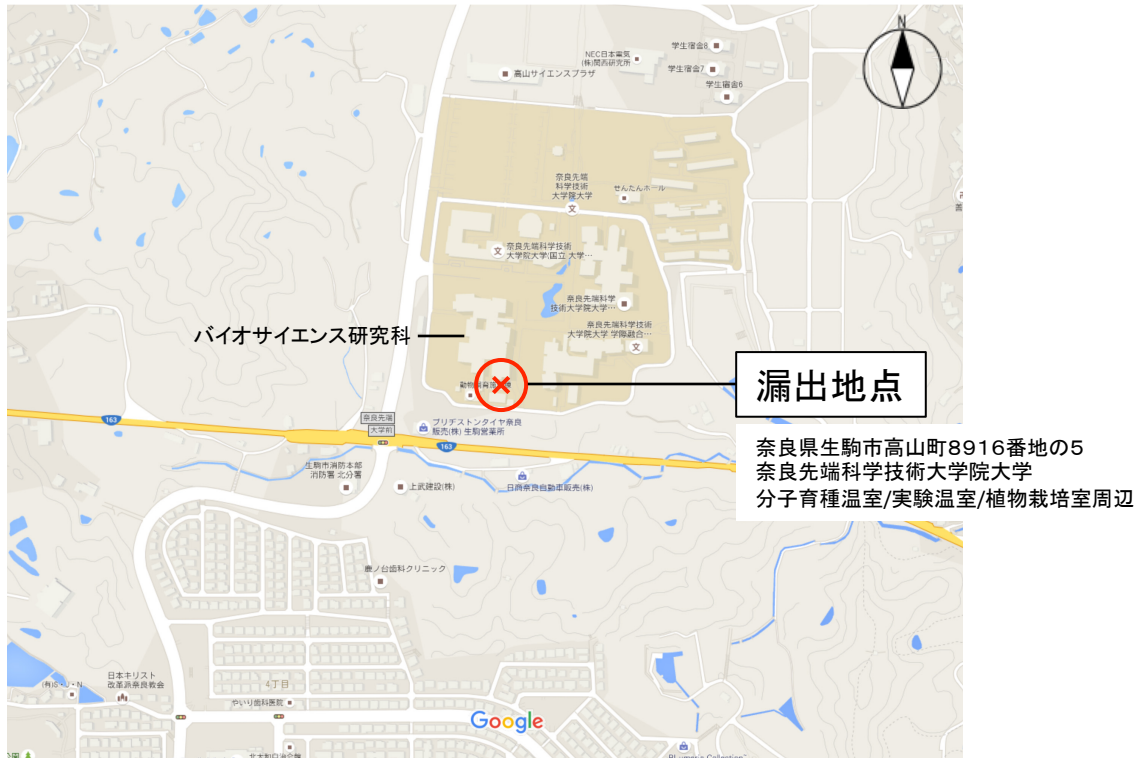 N
学生宿舎8
NEC日本電気
(株)関西研究所
学生宿舎7
高山サイエンスプラザ
学生宿舎6
奈良先端
科学技術
大学院大学
せんたんホール
文
奈良先端科学技術
大学院大学(国立大学…
文
奈良先端科学
技術大学院大学…
バイオサイエンス研究科
奈良先端科学技術
大学院大学 学際融合…
文
漏出地点
奈良県生駒市高山町8916番地の5
奈良先端科学技術大学院大学
分子育種温室/実験温室/植物栽培室周辺
163
奈良先端
大学前
ブリヂストンタイヤ奈良
販売(株) 生駒営業所
163
生駒市消防本部
消防署 北分署
上武建設(株)
日商奈良自動車販売(株)
鹿ノ台歯科クリニック
日本キリスト
改革派奈良教会
(有)S・J・N
4丁目
やいり歯科医院
Google